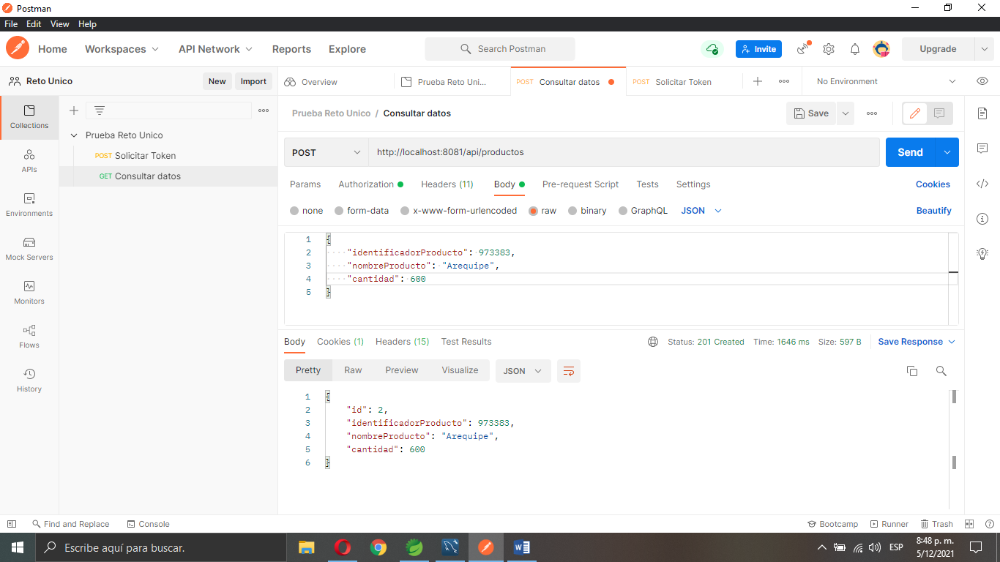 Postman
File Edit View Help
Home Workspaces API Network Reports Explore Search Postman Invite Upgrade
Reto Unico New Import
Overview Prueba Reto Uni... POST Consultar datos POST Solicitar Token No Environment
Collections
APIs
Environments
Mock Servers
Monitors
Flows
History
Prueba Reto Unico
POST Solicitar Token
GET Consultar datos
Prueba Reto Unico / Consultar datos Save
POST http://localhost:8081/api/productos Send
Params Authorization Headers (11) Body Pre-request Script Tests Settings Cookies
none form-data x-www-form-urlencoded raw binary GraphQL JSON Beautify
1 {
2 "identificadorProducto": 973383,
3 "nombreProducto": "Arequipe",
4 "cantidad": 600
5 }
Body Cookies (1) Headers (15) Test Results Status: 201 Created Time: 1646 ms Size: 597 B Save Response
Pretty Raw Preview Visualize JSON
1 {
2 "id": 2,
3 "identificadorProducto": 973383,
4 "nombreProducto": "Arequipe",
5 "cantidad": 600
6 }
Find and Replace Console Bootcamp Runner Trash
Escribe aquí para buscar.
ESP
8:48 p. m.
5/12/2021